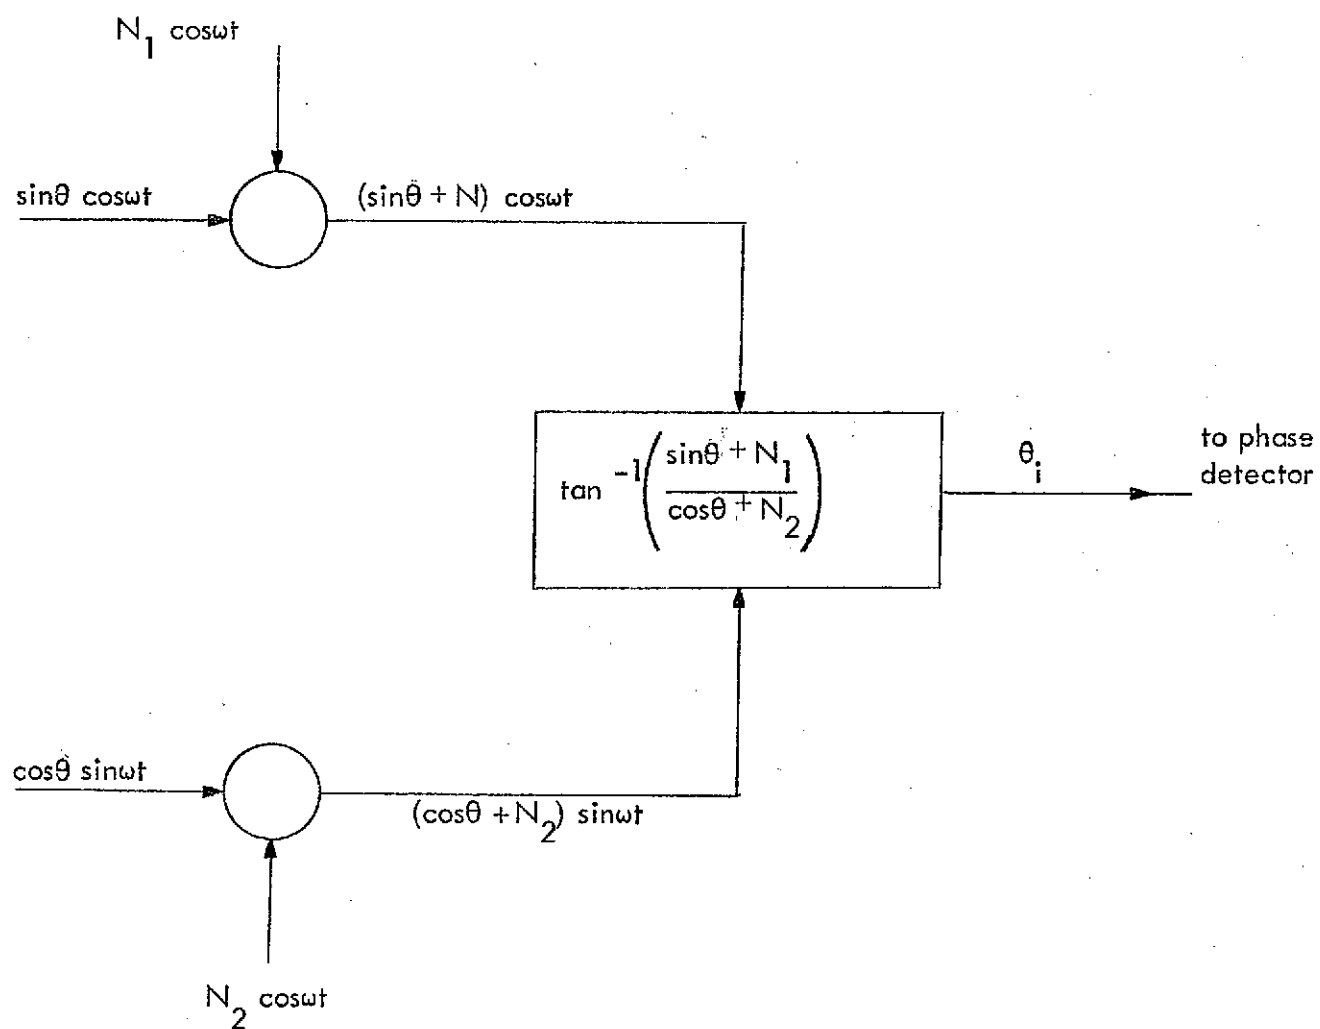 N₁ cosωt
sinθ cosωt
(sinθ + N) cosωt
tan⁻¹((sinθ + N₁)/(cosθ + N₂))
θᵢ
to phase
detector
cosθ sinωt
(cosθ + N₂) sinωt
N₂ cosωt